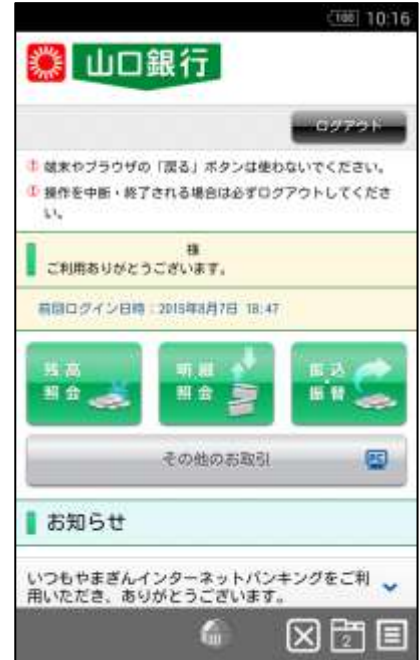 100 10:16
山口銀行
ログアウト
! 端末やブラウザの「戻る」ボタンは使わないでください。
! 操作を中断・終了される場合は必ずログアウトしてくださ
い。
様
ご利用ありがとうございます。
前回ログイン日時:2015年8月7日 18:47
残高
照会
明細
照会
振込
・
振替
その他のお取引
PC
お知らせ
いつもやまぎんインターネットバンキングをご利
用いただき、ありがとうございます。
2